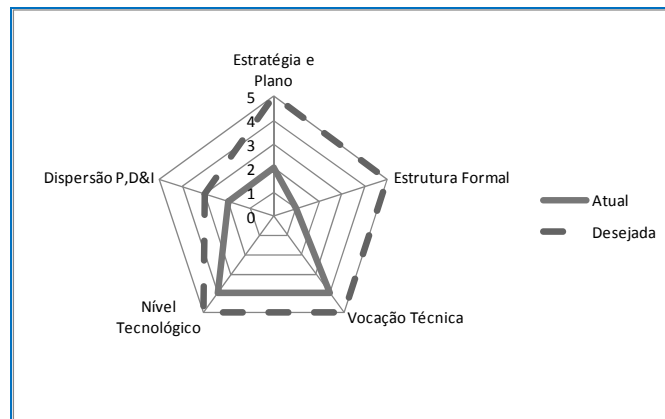 Estratégia e
Plano
5
4
3
2
1
0
Dispersão P,D&I
Estrutura Formal
Atual
Desejada
Nível
Tecnológico
Vocação Técnica